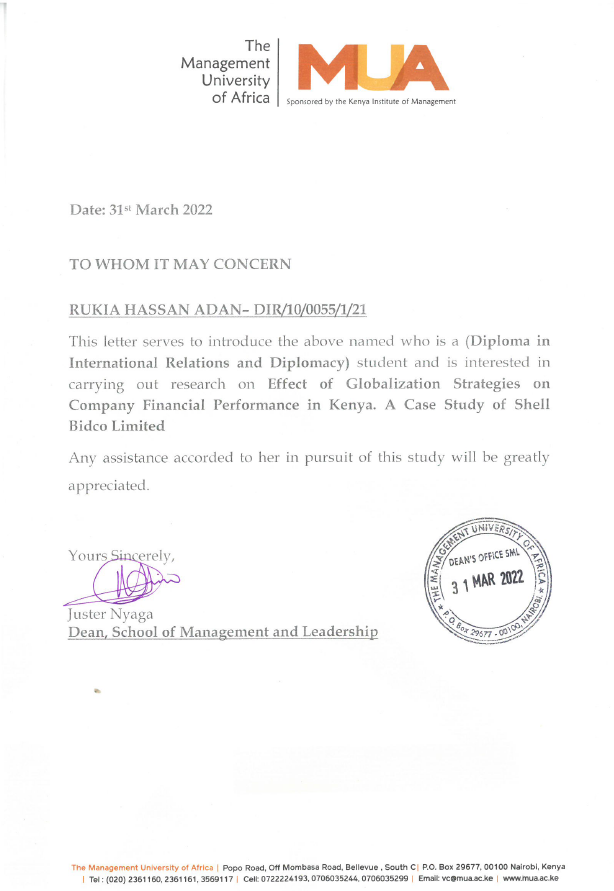 The
Management
University
of Africa
MUA
Sponsored by the Kenya Institute of Management
Date: 31st March 2022
TO WHOM IT MAY CONCERN
RUKIA HASSAN ADAN– DIR/10/0055/1/21
This letter serves to introduce the above named who is a (Diploma in
International Relations and Diplomacy) student and is interested in
carrying out research on Effect of Globalization Strategies on
Company Financial Performance in Kenya. A Case Study of Shell
Bidco Limited
Any assistance accorded to her in pursuit of this study will be greatly
appreciated.
Yours Sincerely,
Juster Nyaga
Dean, School of Management and Leadership
THE MANAGEMENT UNIVERSITY OF AFRICA
DEAN'S OFFICE SML
31 MAR 2022
* P. O. Box 29677 - 00100, NAIROBI *
The Management University of Africa | Popo Road, Off Mombasa Road, Bellevue , South C| P.O. Box 29677, 00100 Nairobi, Kenya
| Tel : (020) 2361160, 2361161, 3569117 | Cell: 0722224193, 0706035244, 0706035299 | Email: vc@mua.ac.ke | www.mua.ac.ke